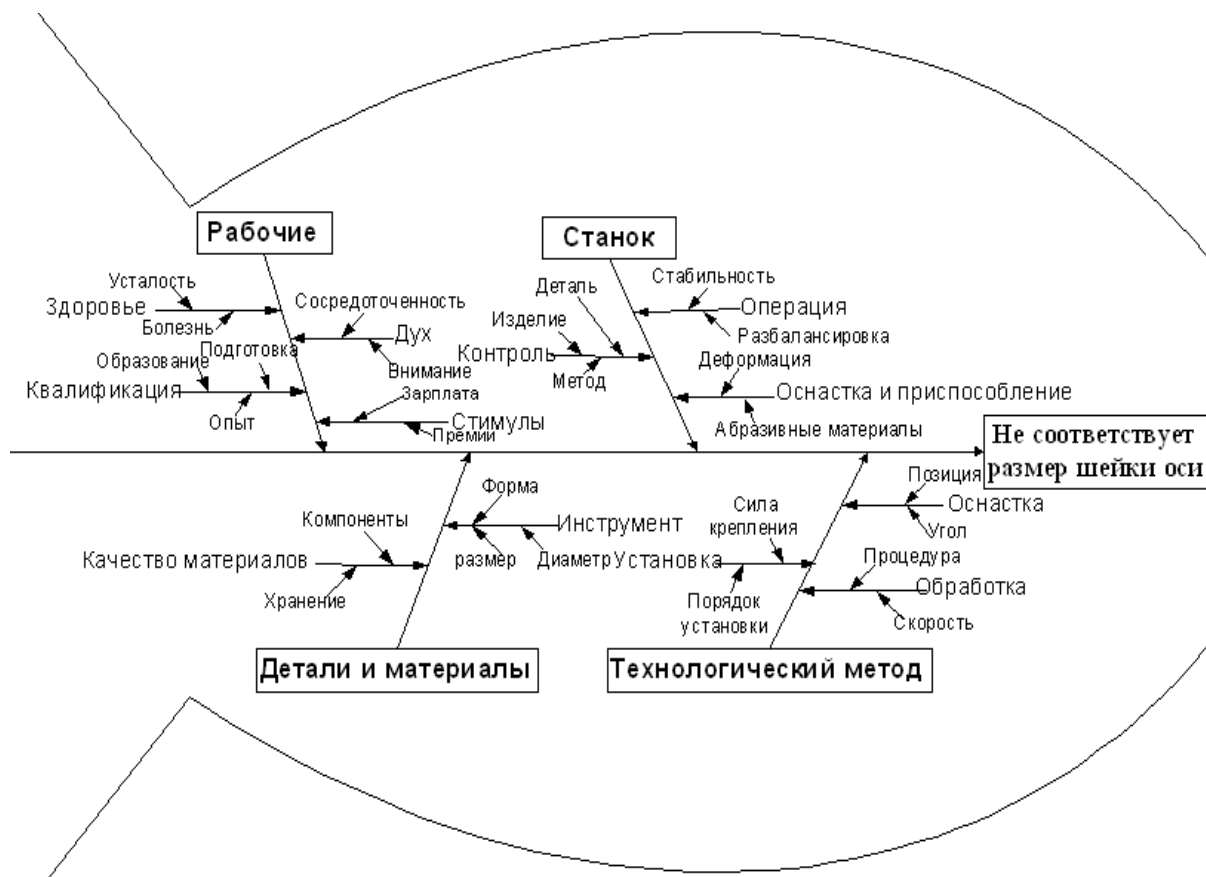 Рабочие
Станок
Усталость
Здоровье
Болезнь
Сосредоточенность
Дух
Внимание
Образование
Подготовка
Квалификация
Опыт
Зарплата
Стимулы
Премии
Деталь
Изделие
Контроль
Метод
Стабильность
Операция
Разбалансировка
Деформация
Оснастка и приспособление
Абразивные материалы
Не соответствует
размер шейки оси
Форма
Инструмент
размер
Диаметр
Компоненты
Качество материалов
Хранение
Сила
крепления
Установка
Порядок
установки
Позиция
Оснастка
Угол
Процедура
Обработка
Скорость
Детали и материалы
Технологический метод